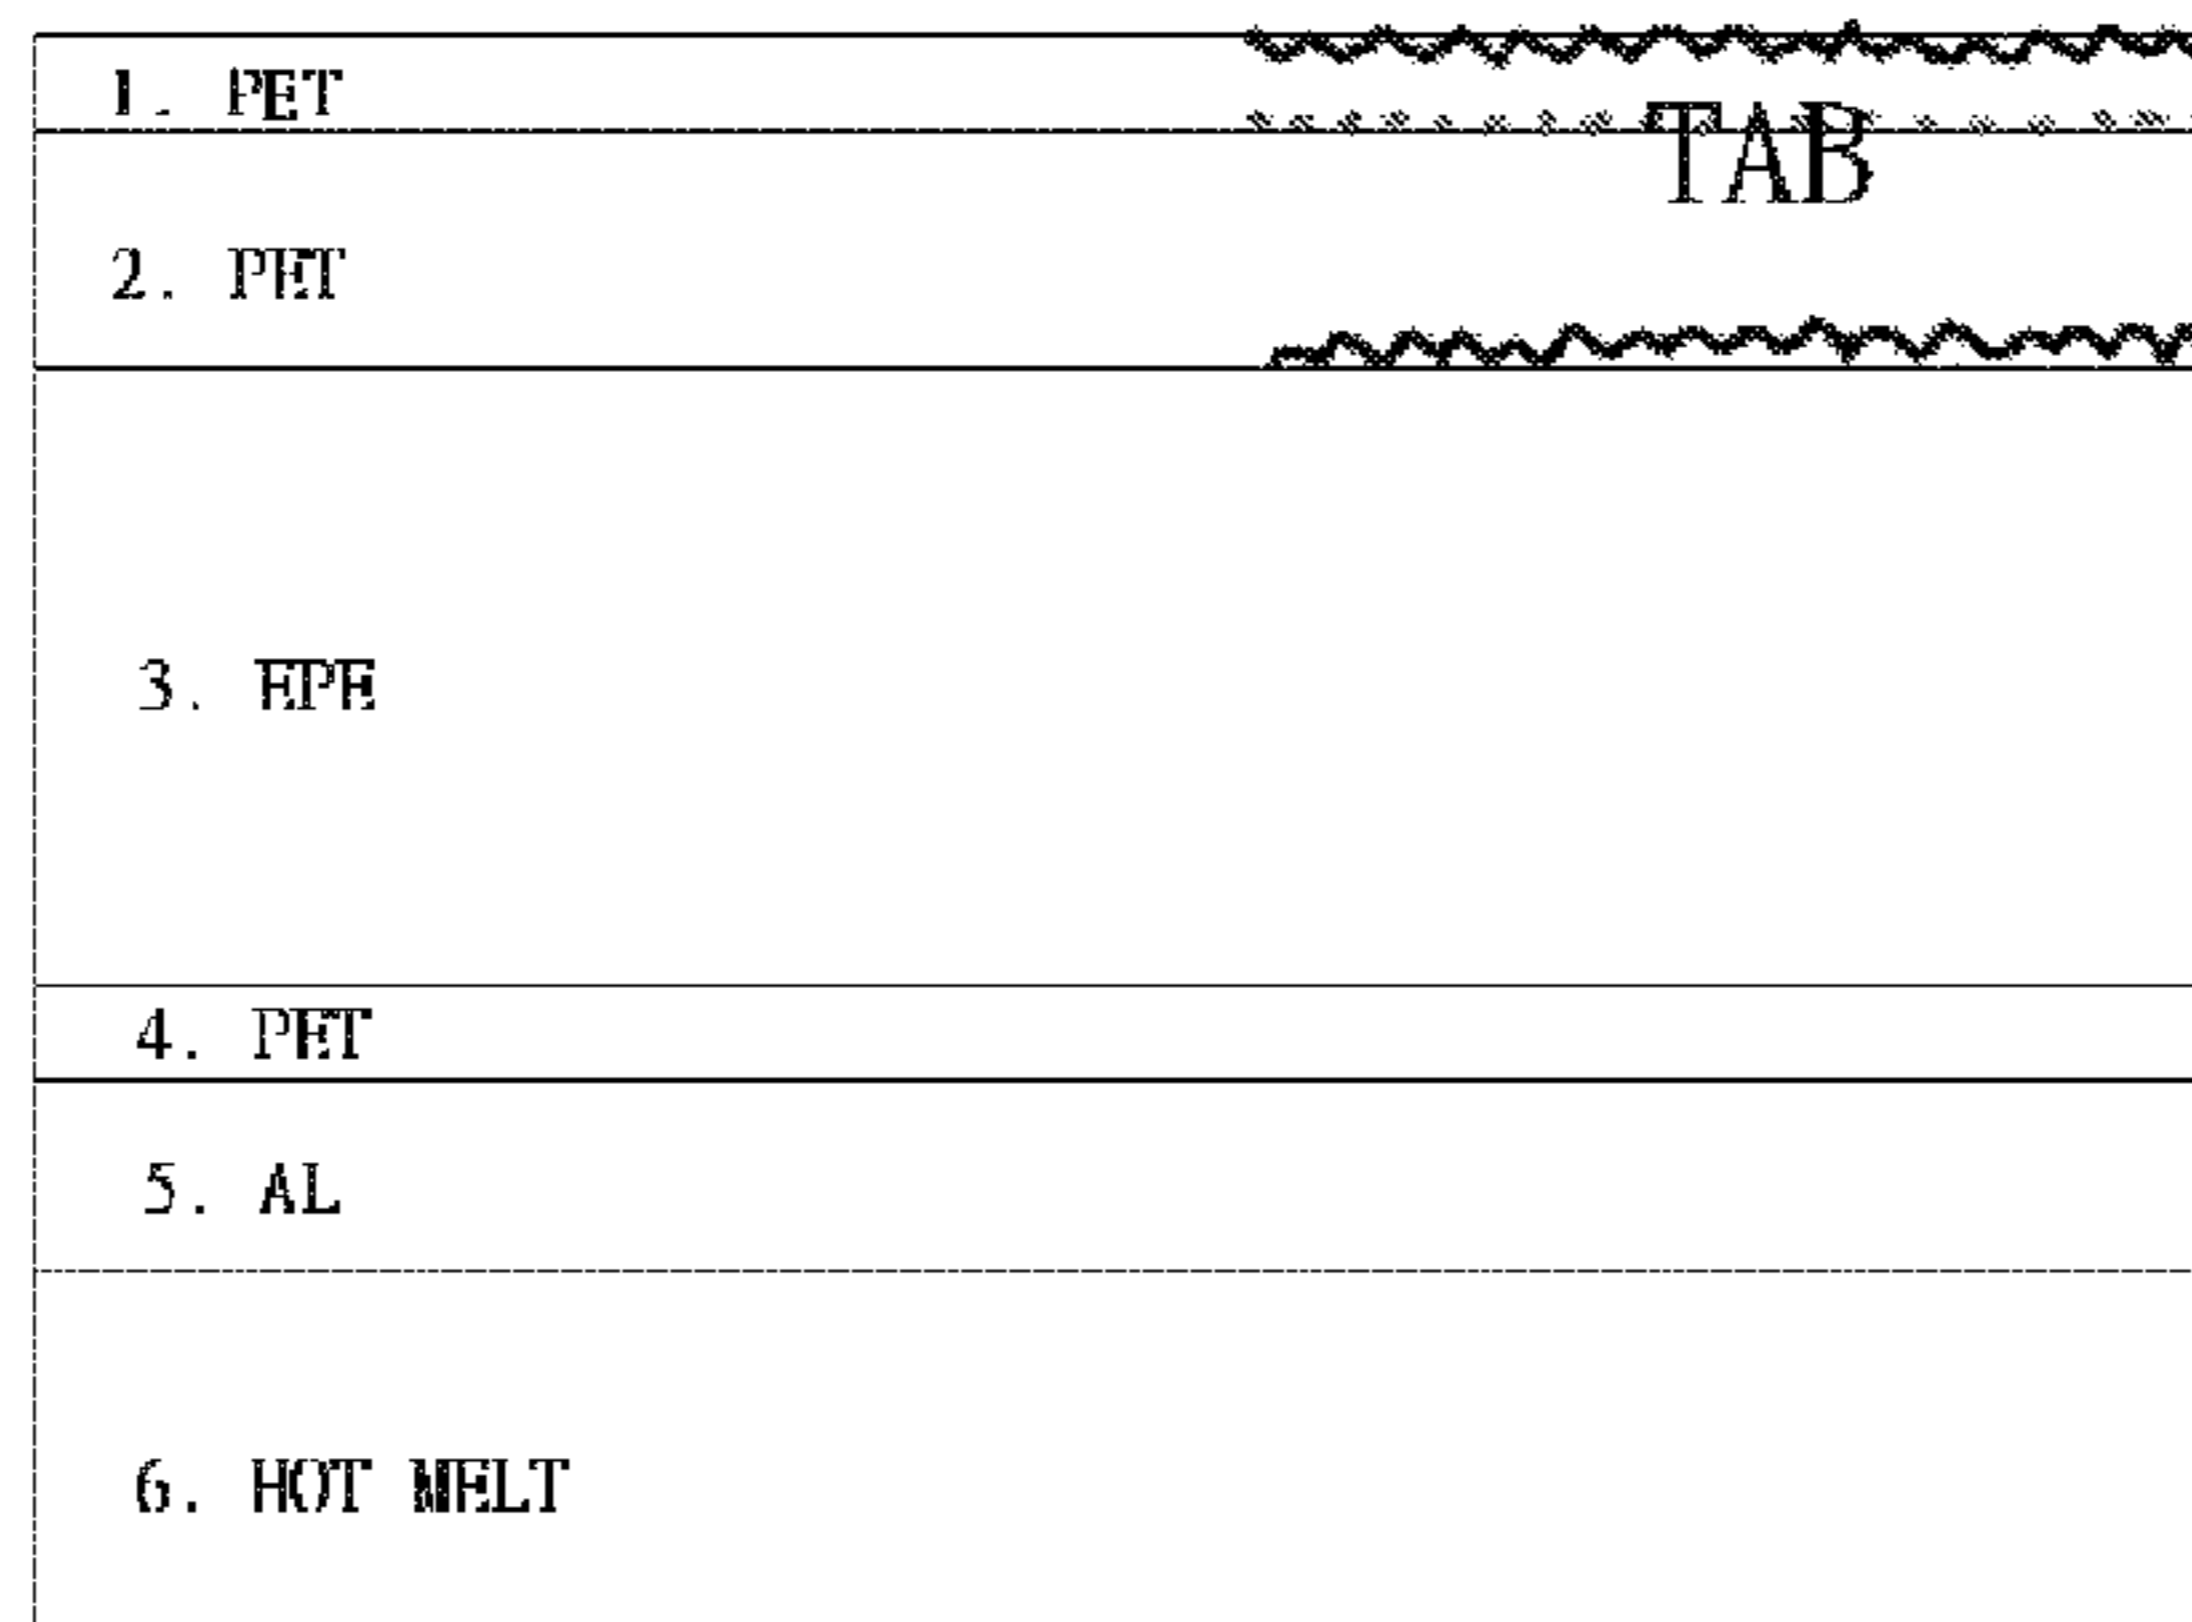 1. PET
TAB
2. PET
3. EPE
4. PET
5. AL
6. HOT MELT